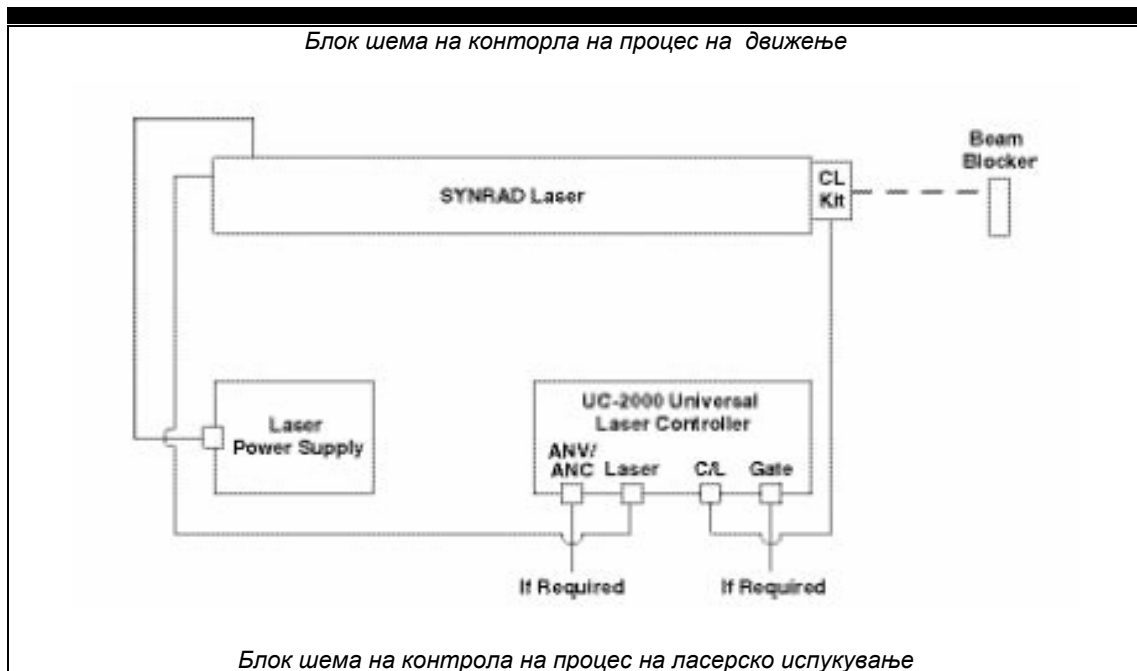 Блок шема на конторла на процес на движење
Beam
Blocker
SYNRAD Laser
CL
Kit
Laser
Power Supply
UC-2000 Universal
Laser Controller
ANV/
ANC Laser C/L Gate
If Required If Required
Блок шема на контрола на процес на ласерско испукување